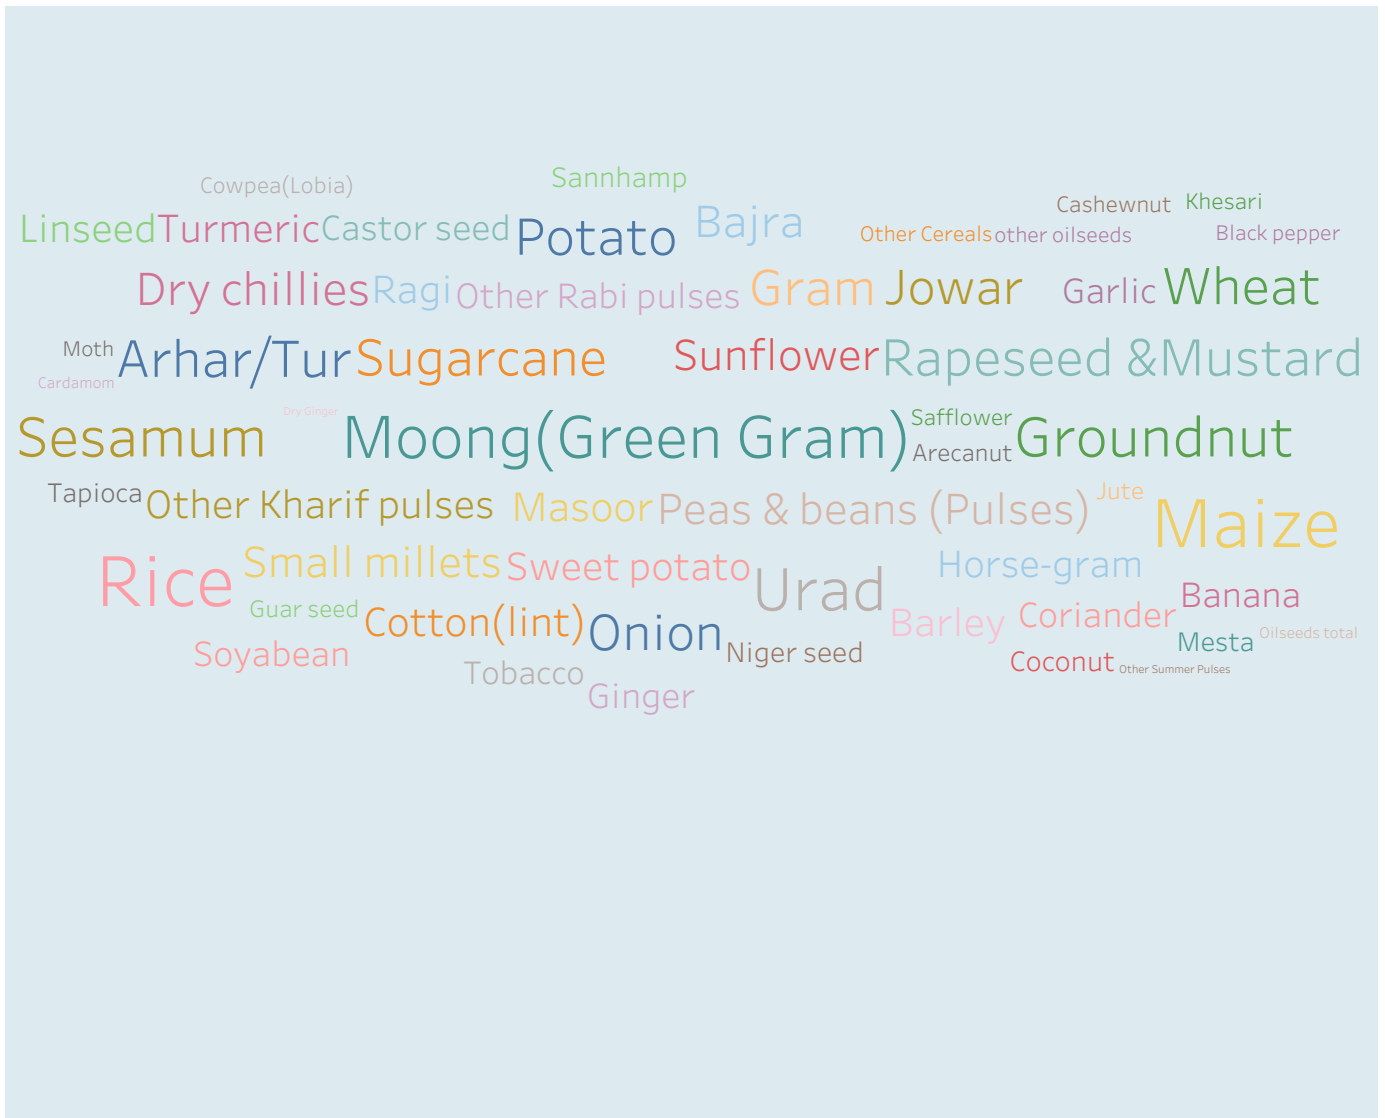 Cowpea(Lobia) Sannhamp
Cashewnut Khesari
Linseed Turmeric Castor seed Potato Bajra Other Cereals other oilseeds Black pepper
Dry chillies Ragi Other Rabi pulses Gram Jowar Garlic Wheat
Moth Arhar/Tur Sugarcane Sunflower Rapeseed &Mustard
Cardamom
Dry Ginger
Sesamum Moong(Green Gram) Safflower Groundnut
Arecanut
Tapioca Other Kharif pulses Masoor Peas & beans (Pulses) Jute Maize
Rice Small millets Sweet potato Urad Horse-gram
Guar seed Cotton(lint) Onion Barley Coriander Banana
Soyabean Niger seed Mesta Oilseeds total
Tobacco Coconut Other Summer Pulses
Ginger